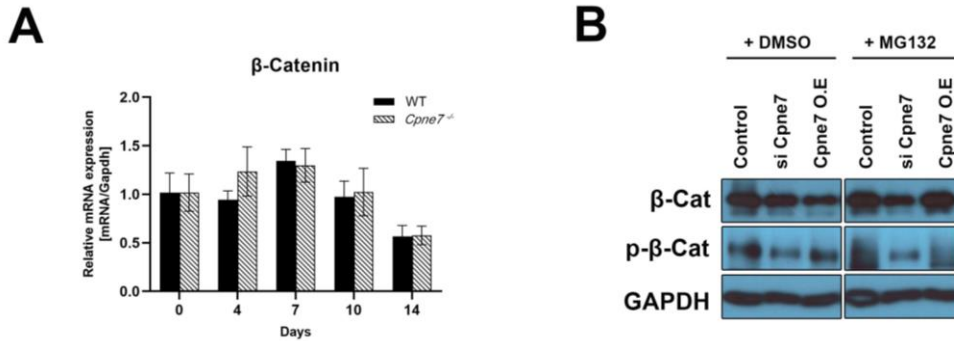 A
β-Catenin
WT
Cpne7 -/-
Relative mRNA expression
[mRNA/Gapdh]
2.0
1.5
1.0
0.5
0.0
0 4 7 10 14
Days
B
+ DMSO + MG132
Control si Cpne7 Cpne7 O.E Control si Cpne7 Cpne7 O.E
β-Cat
p-β-Cat
GAPDH